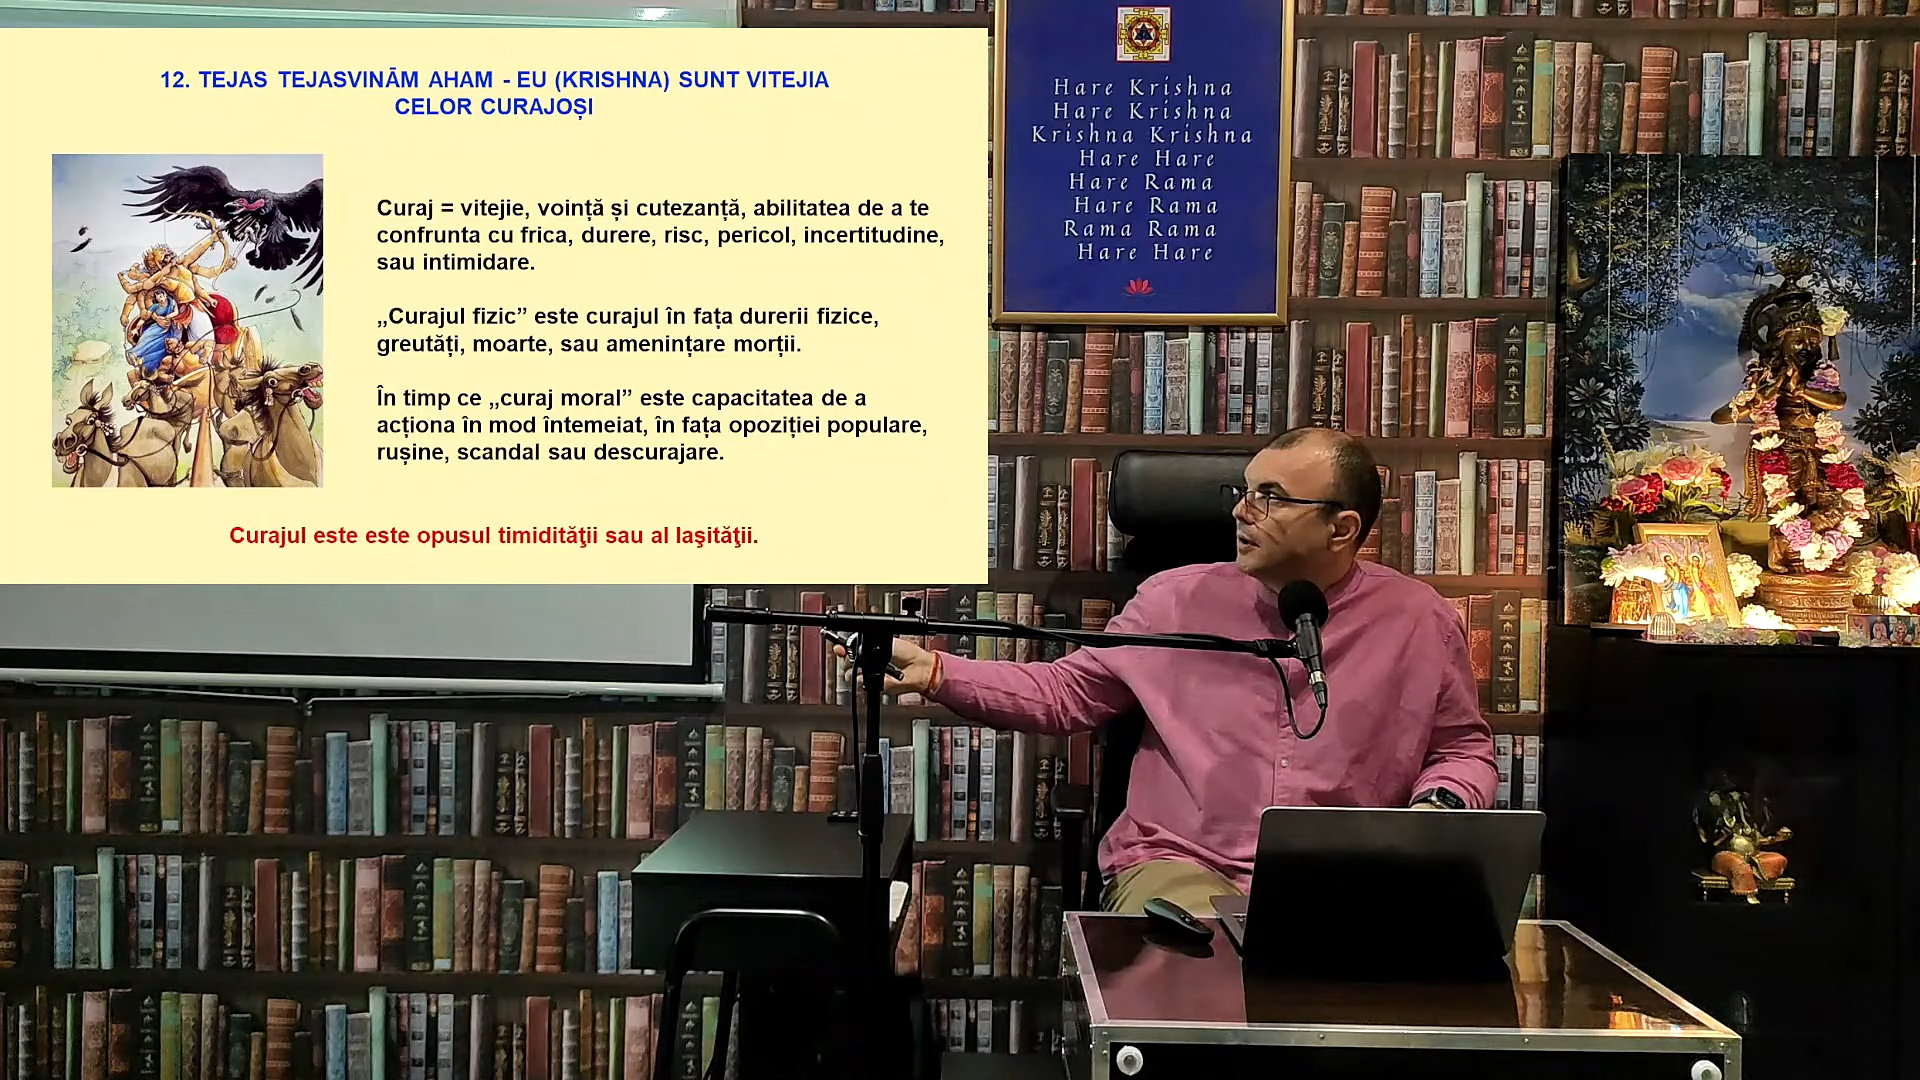 12. TEJAS TEJASVINĀM AHAM - EU (KRISHNA) SUNT VITEJIA
CELOR CURAJOȘI
Curaj = vitejie, voință și cutezanță, abilitatea de a te
confrunta cu frica, durere, risc, pericol, incertitudine,
sau intimidare.
„Curajul fizic” este curajul în fața durerii fizice,
greutăți, moarte, sau amenințare morții.
În timp ce „curaj moral” este capacitatea de a
acționa în mod întemeiat, în fața opoziției populare,
rușine, scandal sau descurajare.
Curajul este este opusul timidităţii sau al laşităţii.
Hare Krishna
Hare Krishna
Krishna Krishna
Hare Hare
Hare Rama
Hare Rama
Rama Rama
Hare Hare